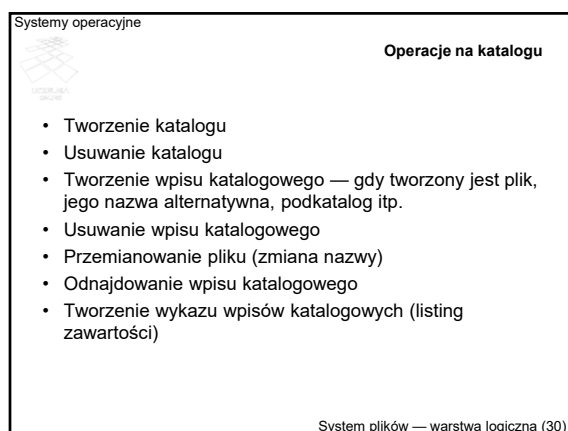 Systemy operacyjne
Operacje na katalogu
UCZELNIA
ONLINE
• Tworzenie katalogu
• Usuwanie katalogu
• Tworzenie wpisu katalogowego — gdy tworzony jest plik,
jego nazwa alternatywna, podkatalog itp.
• Usuwanie wpisu katalogowego
• Przemianowanie pliku (zmiana nazwy)
• Odnajdowanie wpisu katalogowego
• Tworzenie wykazu wpisów katalogowych (listing
zawartości)
System plików — warstwa logiczna (30)